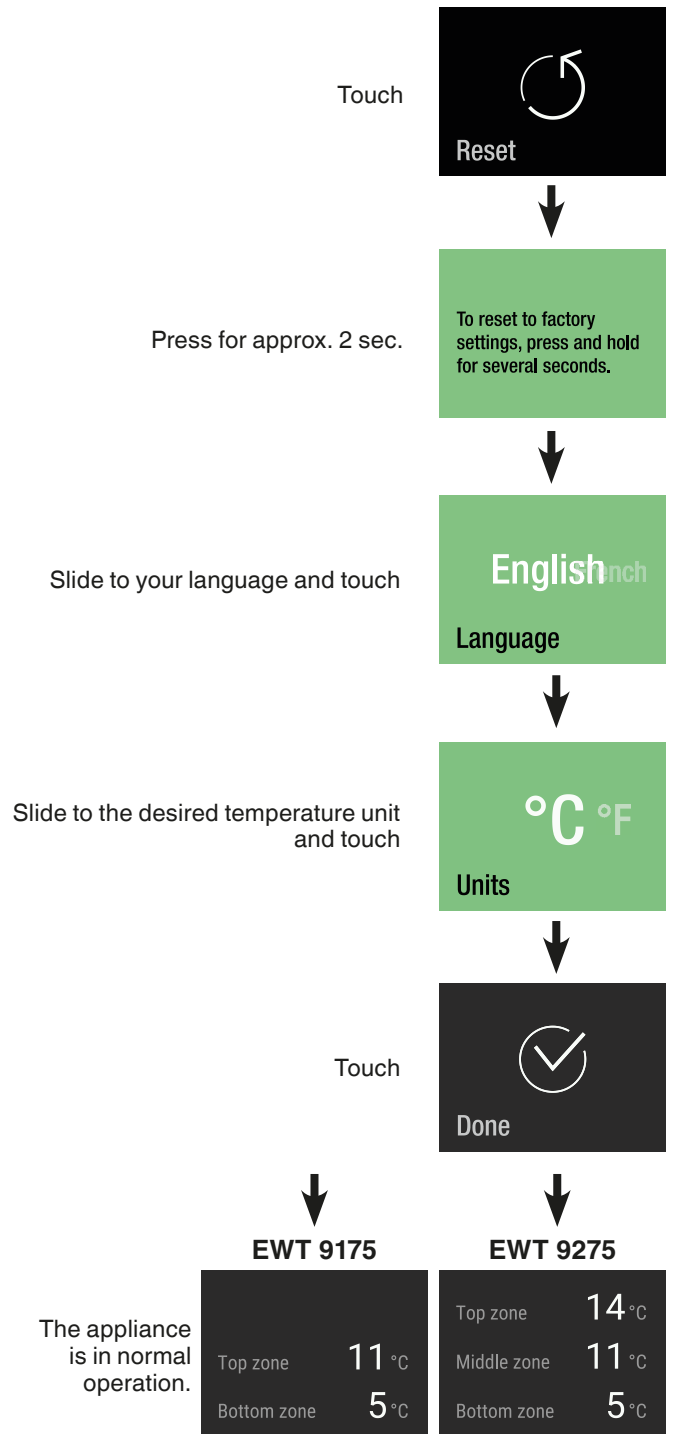 Touch
Reset
Press for approx. 2 sec.
To reset to factory
settings, press and hold
for several seconds.
Slide to your language and touch
English French
Language
Slide to the desired temperature unit
and touch
°C °F
Units
Touch
Done
EWT 9175
EWT 9275
The appliance
is in normal
operation.
Top zone 11 °C
Bottom zone 5 °C
Top zone 14 °C
Middle zone 11 °C
Bottom zone 5 °C